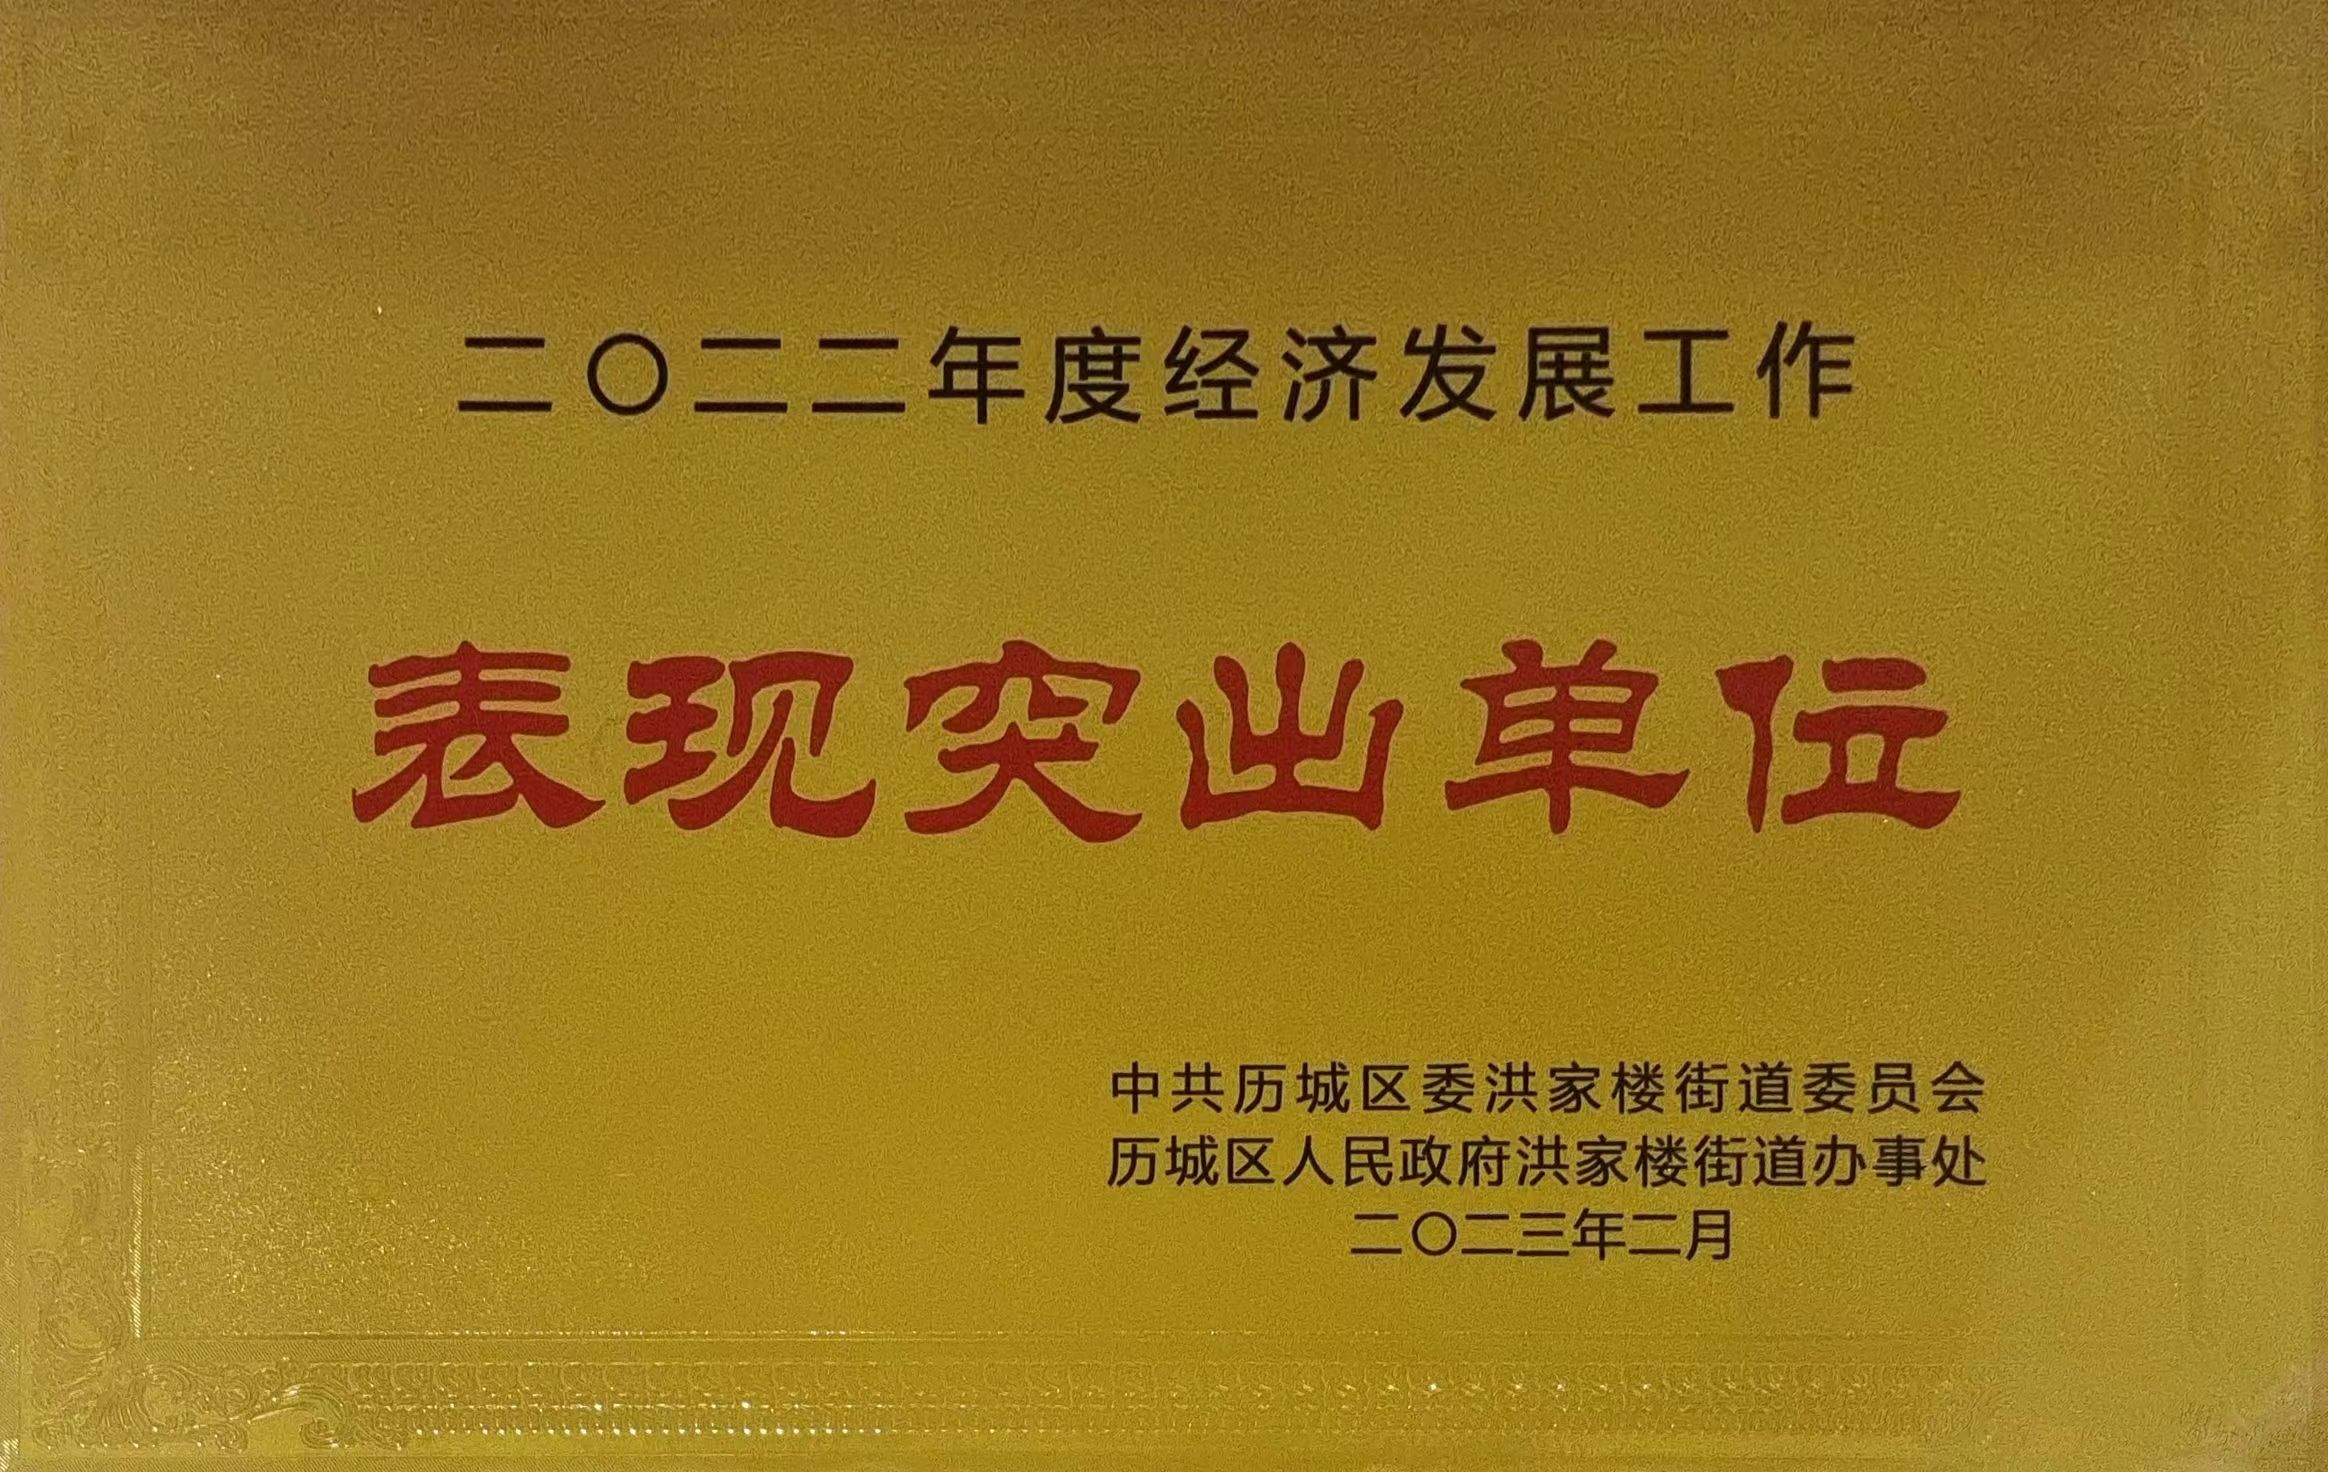 二〇二二年度经济发展工作
表现突出单位
中共历城区委洪家楼街道委员会
历城区人民政府洪家楼街道办事处
二〇二三年二月